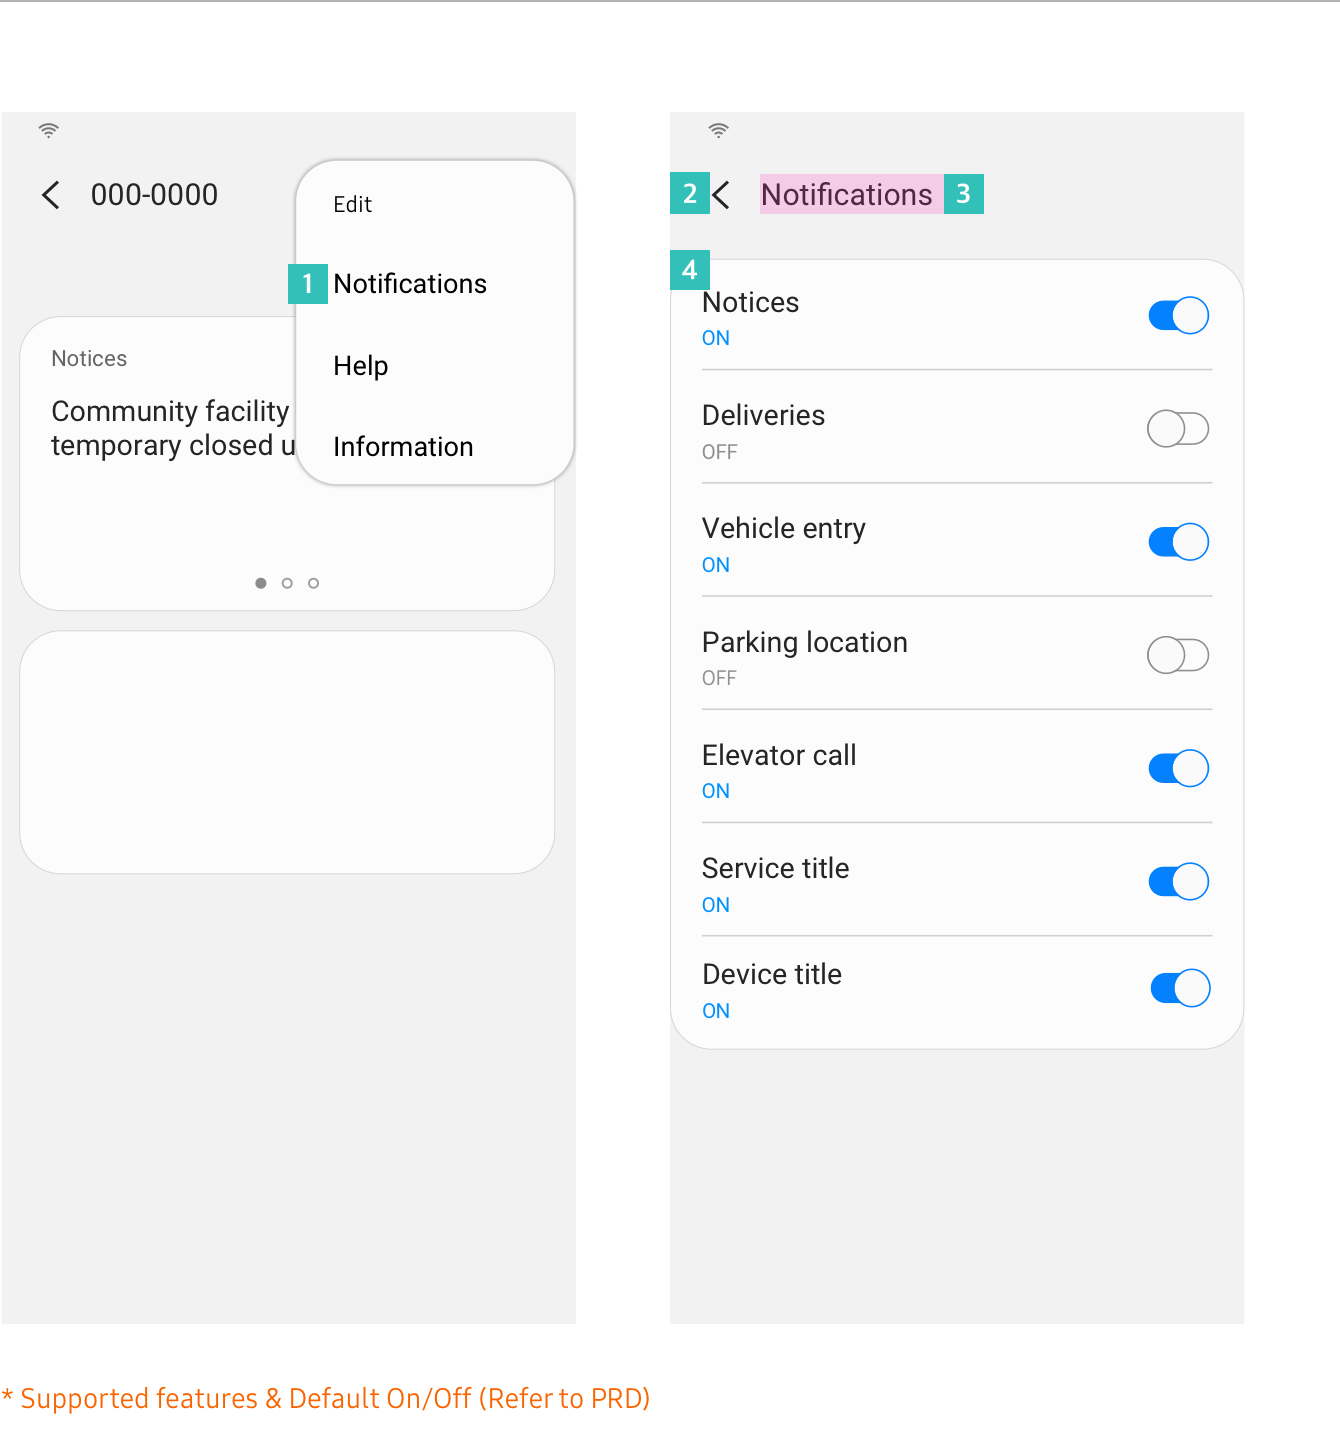 000-0000
Edit
1 Notifications
Help
Information
Notices
Community facility
temporary closed u
2 Notifications 3
4
Notices
ON
Deliveries
OFF
Vehicle entry
ON
Parking location
OFF
Elevator call
ON
Service title
ON
Device title
ON
* Supported features & Default On/Off (Refer to PRD)